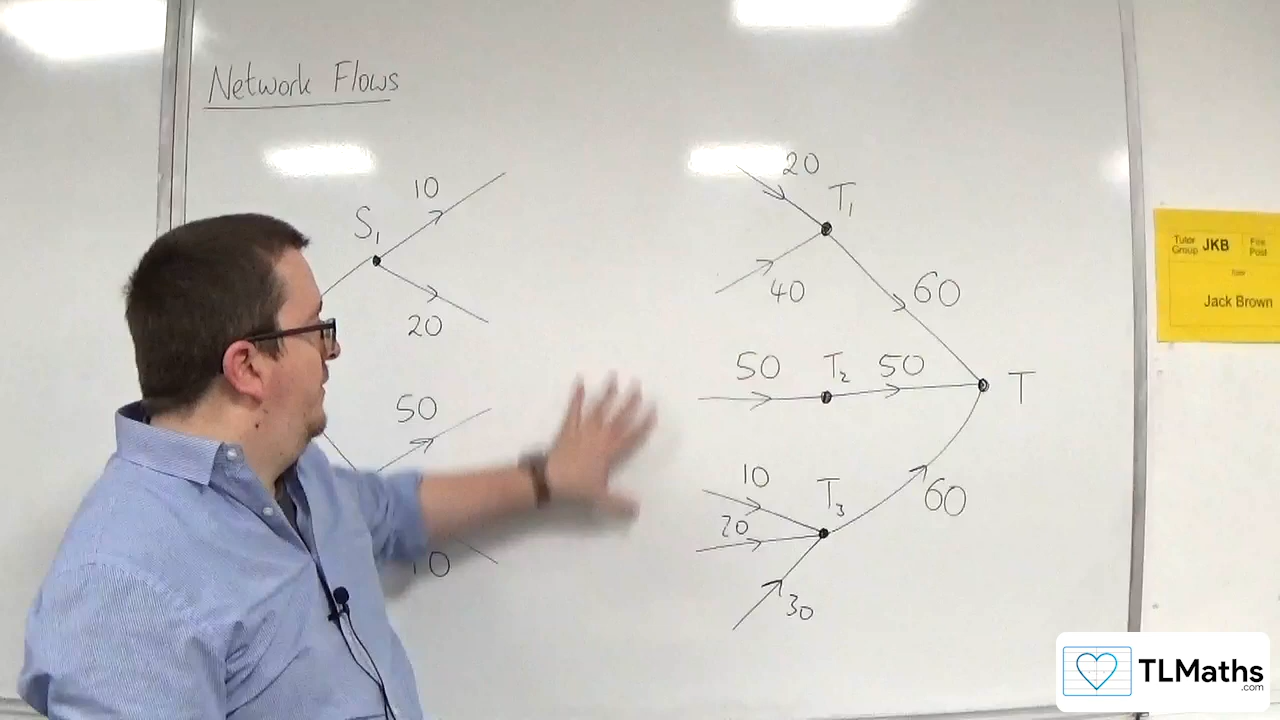 Network Flows
10
S₁
20
50
10
20
T₁
40
60
50
T₂
50
T
10
T₃
20
60
30
Tutor Group JKB
Fire Post
Tutor
Jack Brown
TLMaths
.com